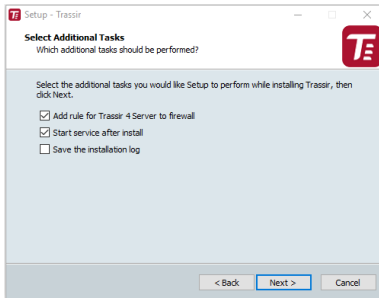 TE Setup - Trassir
Select Additional Tasks
Which additional tasks should be performed?
TE
Select the additional tasks you would like Setup to perform while installing Trassir, then
click Next.
Add rule for Trassir 4 Server to firewall
Start service after install
Save the installation log
< Back Next > Cancel